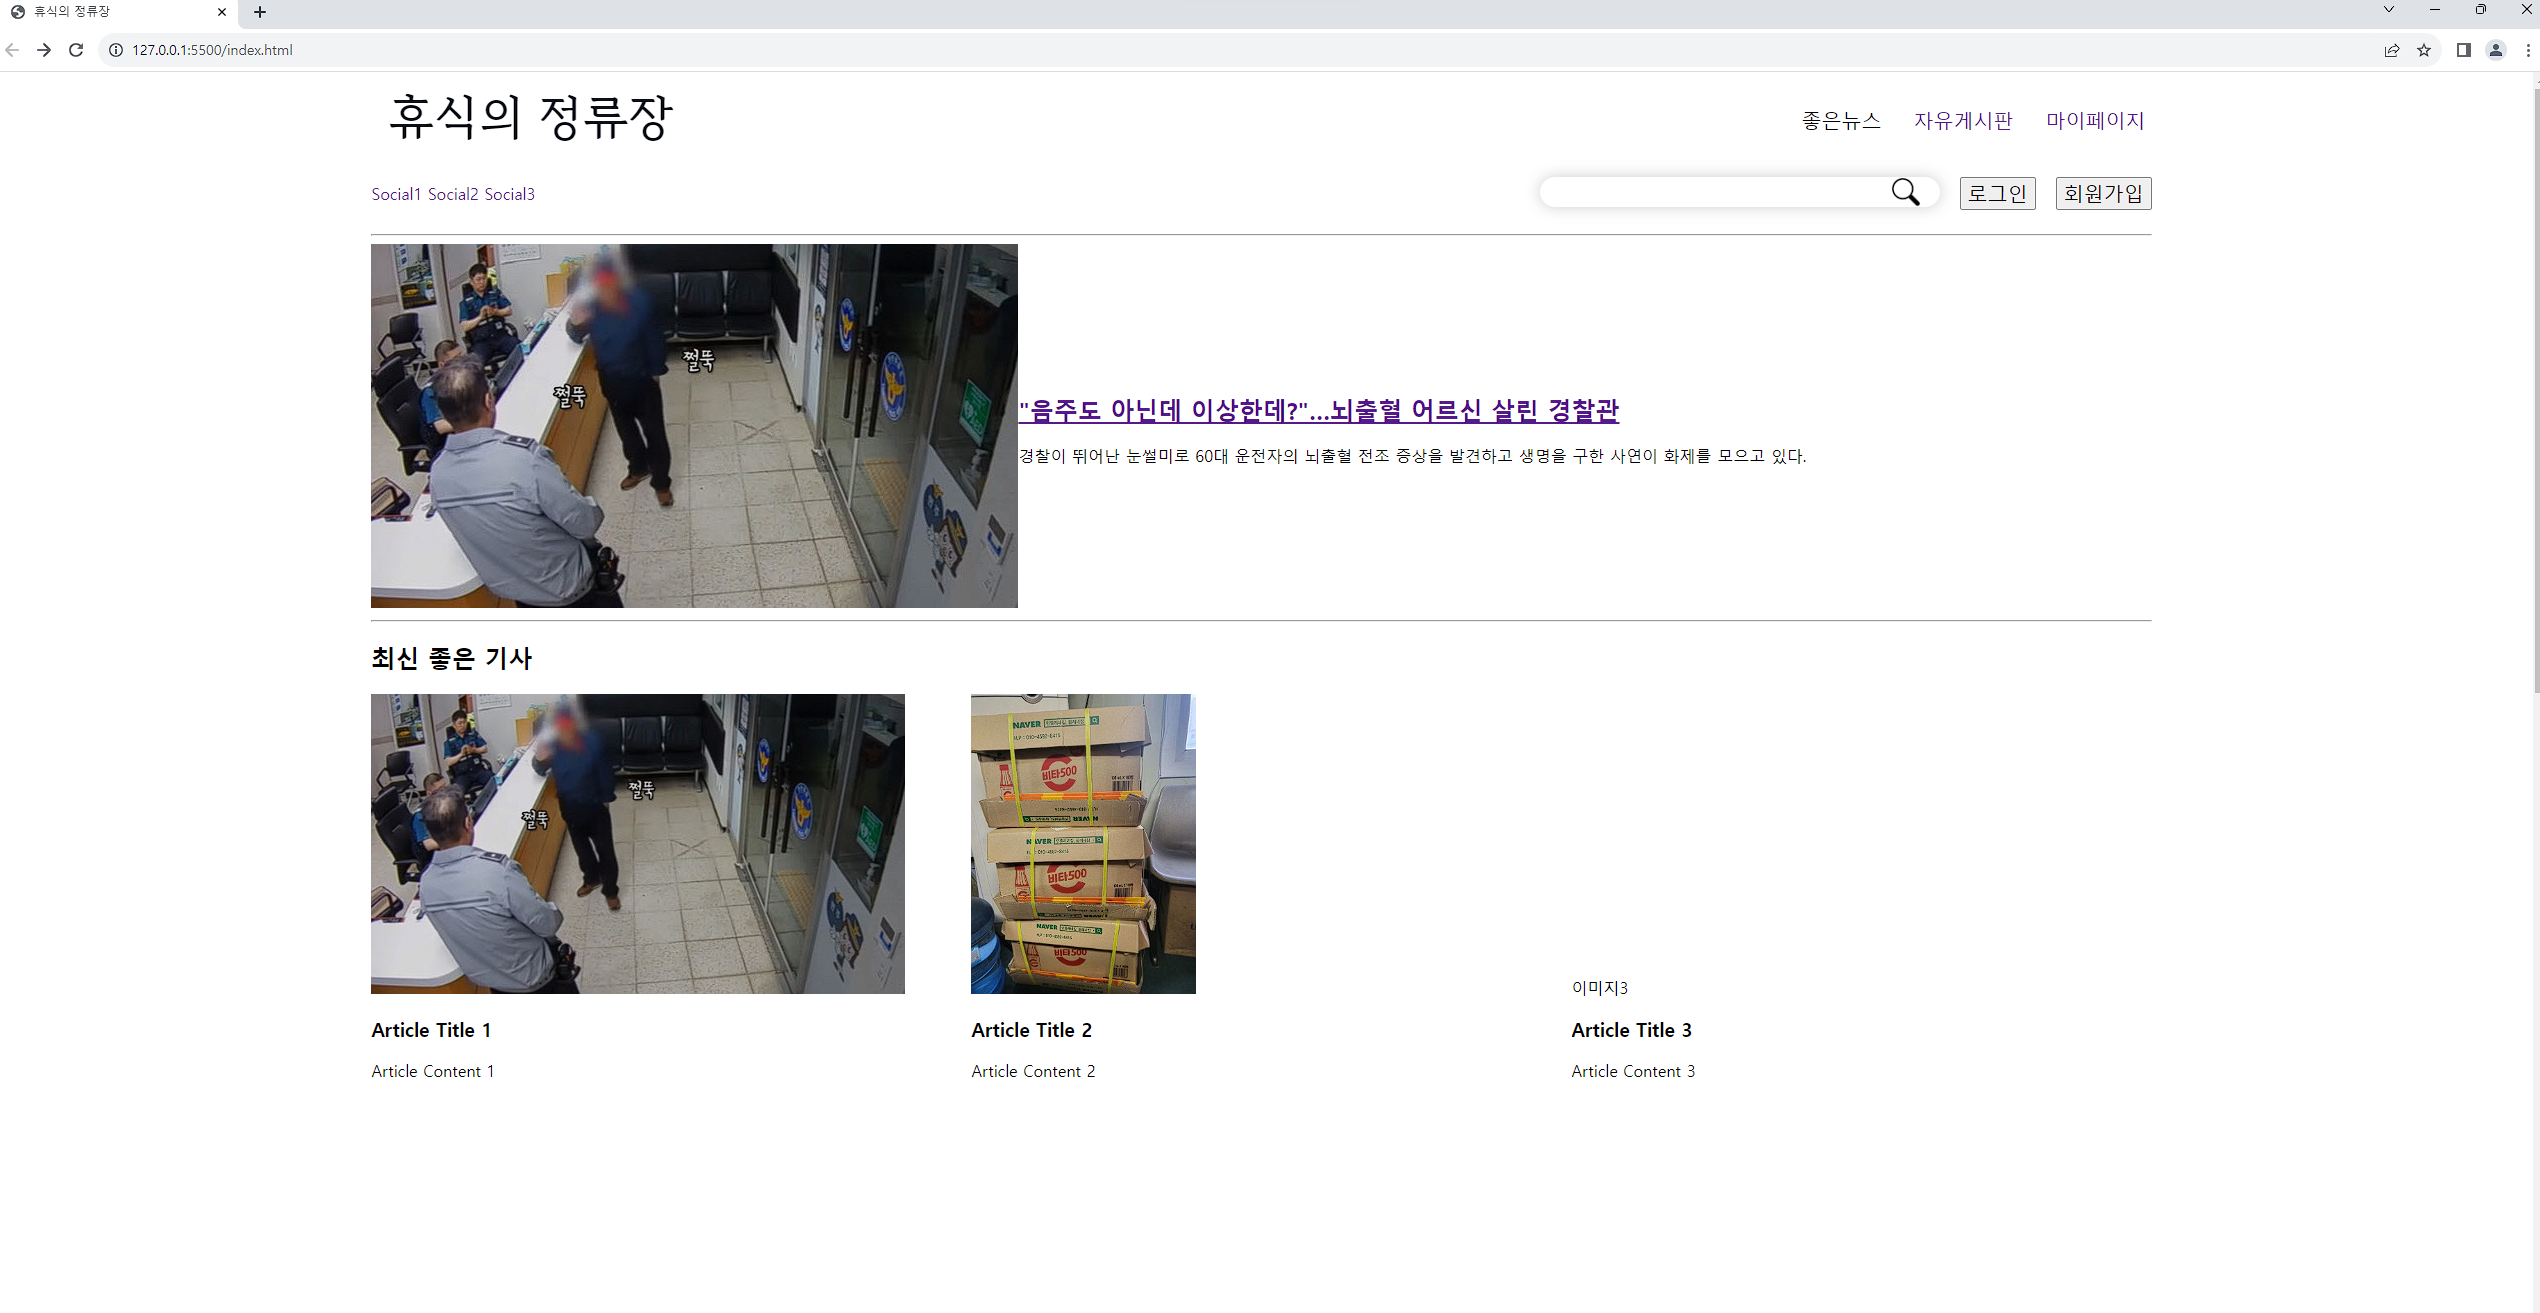 휴식의 정류장
127.0.0.1:5500/index.html
휴식의 정류장
좋은뉴스 자유게시판 마이페이지
Social1 Social2 Social3
로그인 회원가입
쩔뚝
쩔뚝
"음주도 아닌데 이상한데?"...뇌출혈 어르신 살린 경찰관
경찰이 뛰어난 눈썰미로 60대 운전자의 뇌출혈 전조 증상을 발견하고 생명을 구한 사연이 화제를 모으고 있다.
최신 좋은 기사
쩔뚝
쩔뚝
NAVER
비타500
NAVER
NAVER
비타500
NAVER
비타500
이미지3
Article Title 1
Article Title 2
Article Title 3
Article Content 1
Article Content 2
Article Content 3